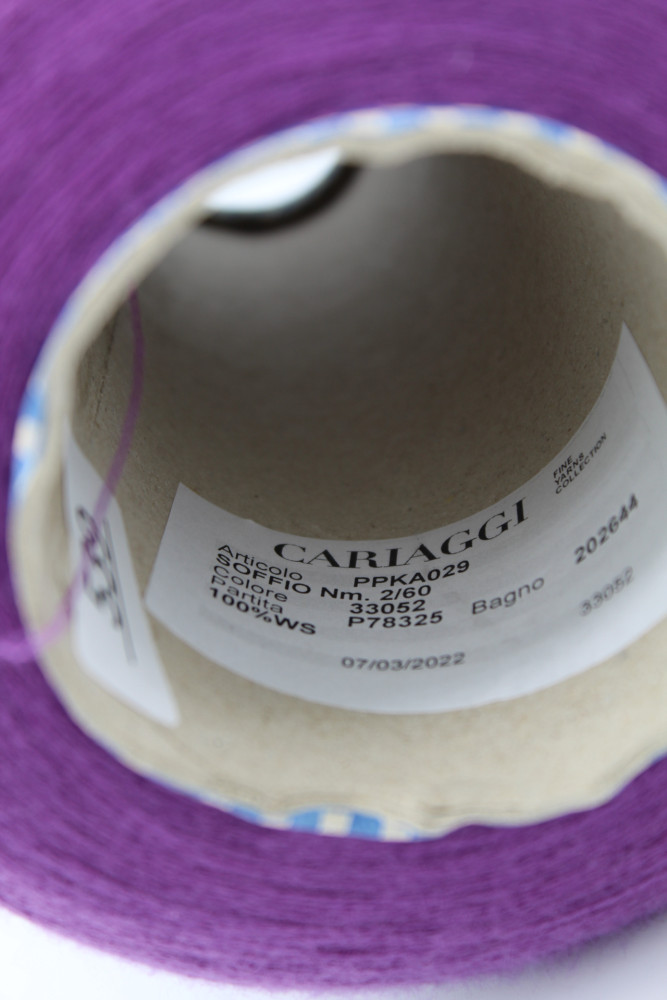 CARIAGGI
FINE
YARNS
COLLECTION
Articolo PPKA029
SOFFIO Nm. 2/60
Colore 33052 Bagno 202644
Partita P78325 33052
100%WS
07/03/2022